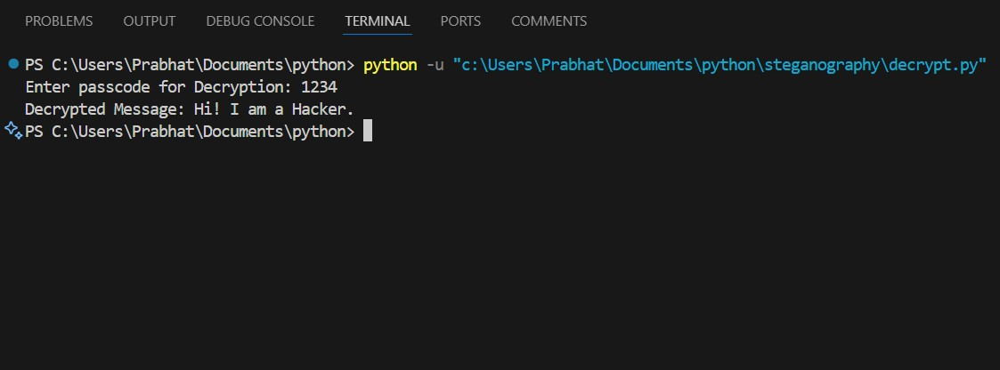 PROBLEMS OUTPUT DEBUG CONSOLE TERMINAL PORTS COMMENTS
PS C:\Users\Prabhat\Documents\python> python -u "c:\Users\Prabhat\Documents\python\steganography\decrypt.py"
Enter passcode for Decryption: 1234
Decrypted Message: Hi! I am a Hacker.
PS C:\Users\Prabhat\Documents\python>